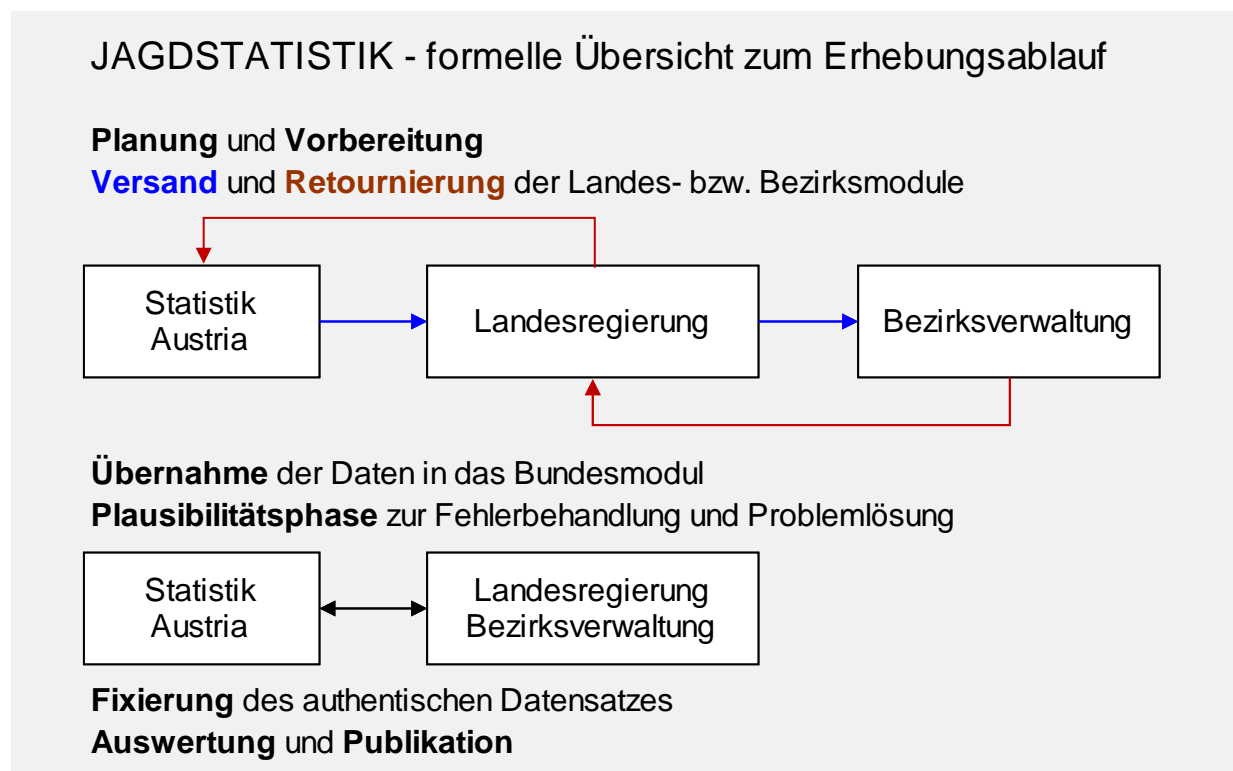 JAGDSTATISTIK - formelle Übersicht zum Erhebungsablauf
Planung und Vorbereitung
Versand und Retournierung der Landes- bzw. Bezirksmodule
Statistik
Austria
Landesregierung
Bezirksverwaltung
Übernahme der Daten in das Bundesmodul
Plausibilitätsphase zur Fehlerbehandlung und Problemlösung
Statistik
Austria
Landesregierung
Bezirksverwaltung
Fixierung des authentischen Datensatzes
Auswertung und Publikation